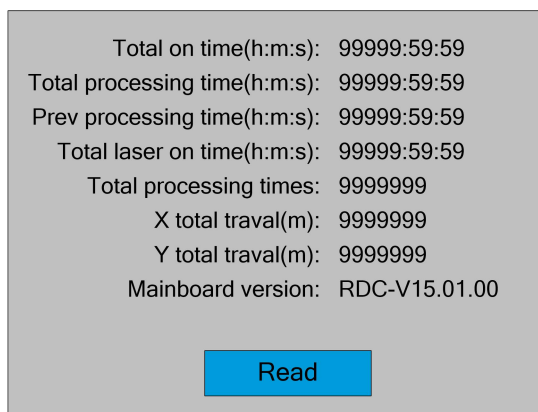 Total on time(h:m:s): 99999:59:59
Total processing time(h:m:s): 99999:59:59
Prev processing time(h:m:s): 99999:59:59
Total laser on time(h:m:s): 99999:59:59
Total processing times: 9999999
X total traval(m): 9999999
Y total traval(m): 9999999
Mainboard version: RDC-V15.01.00
Read